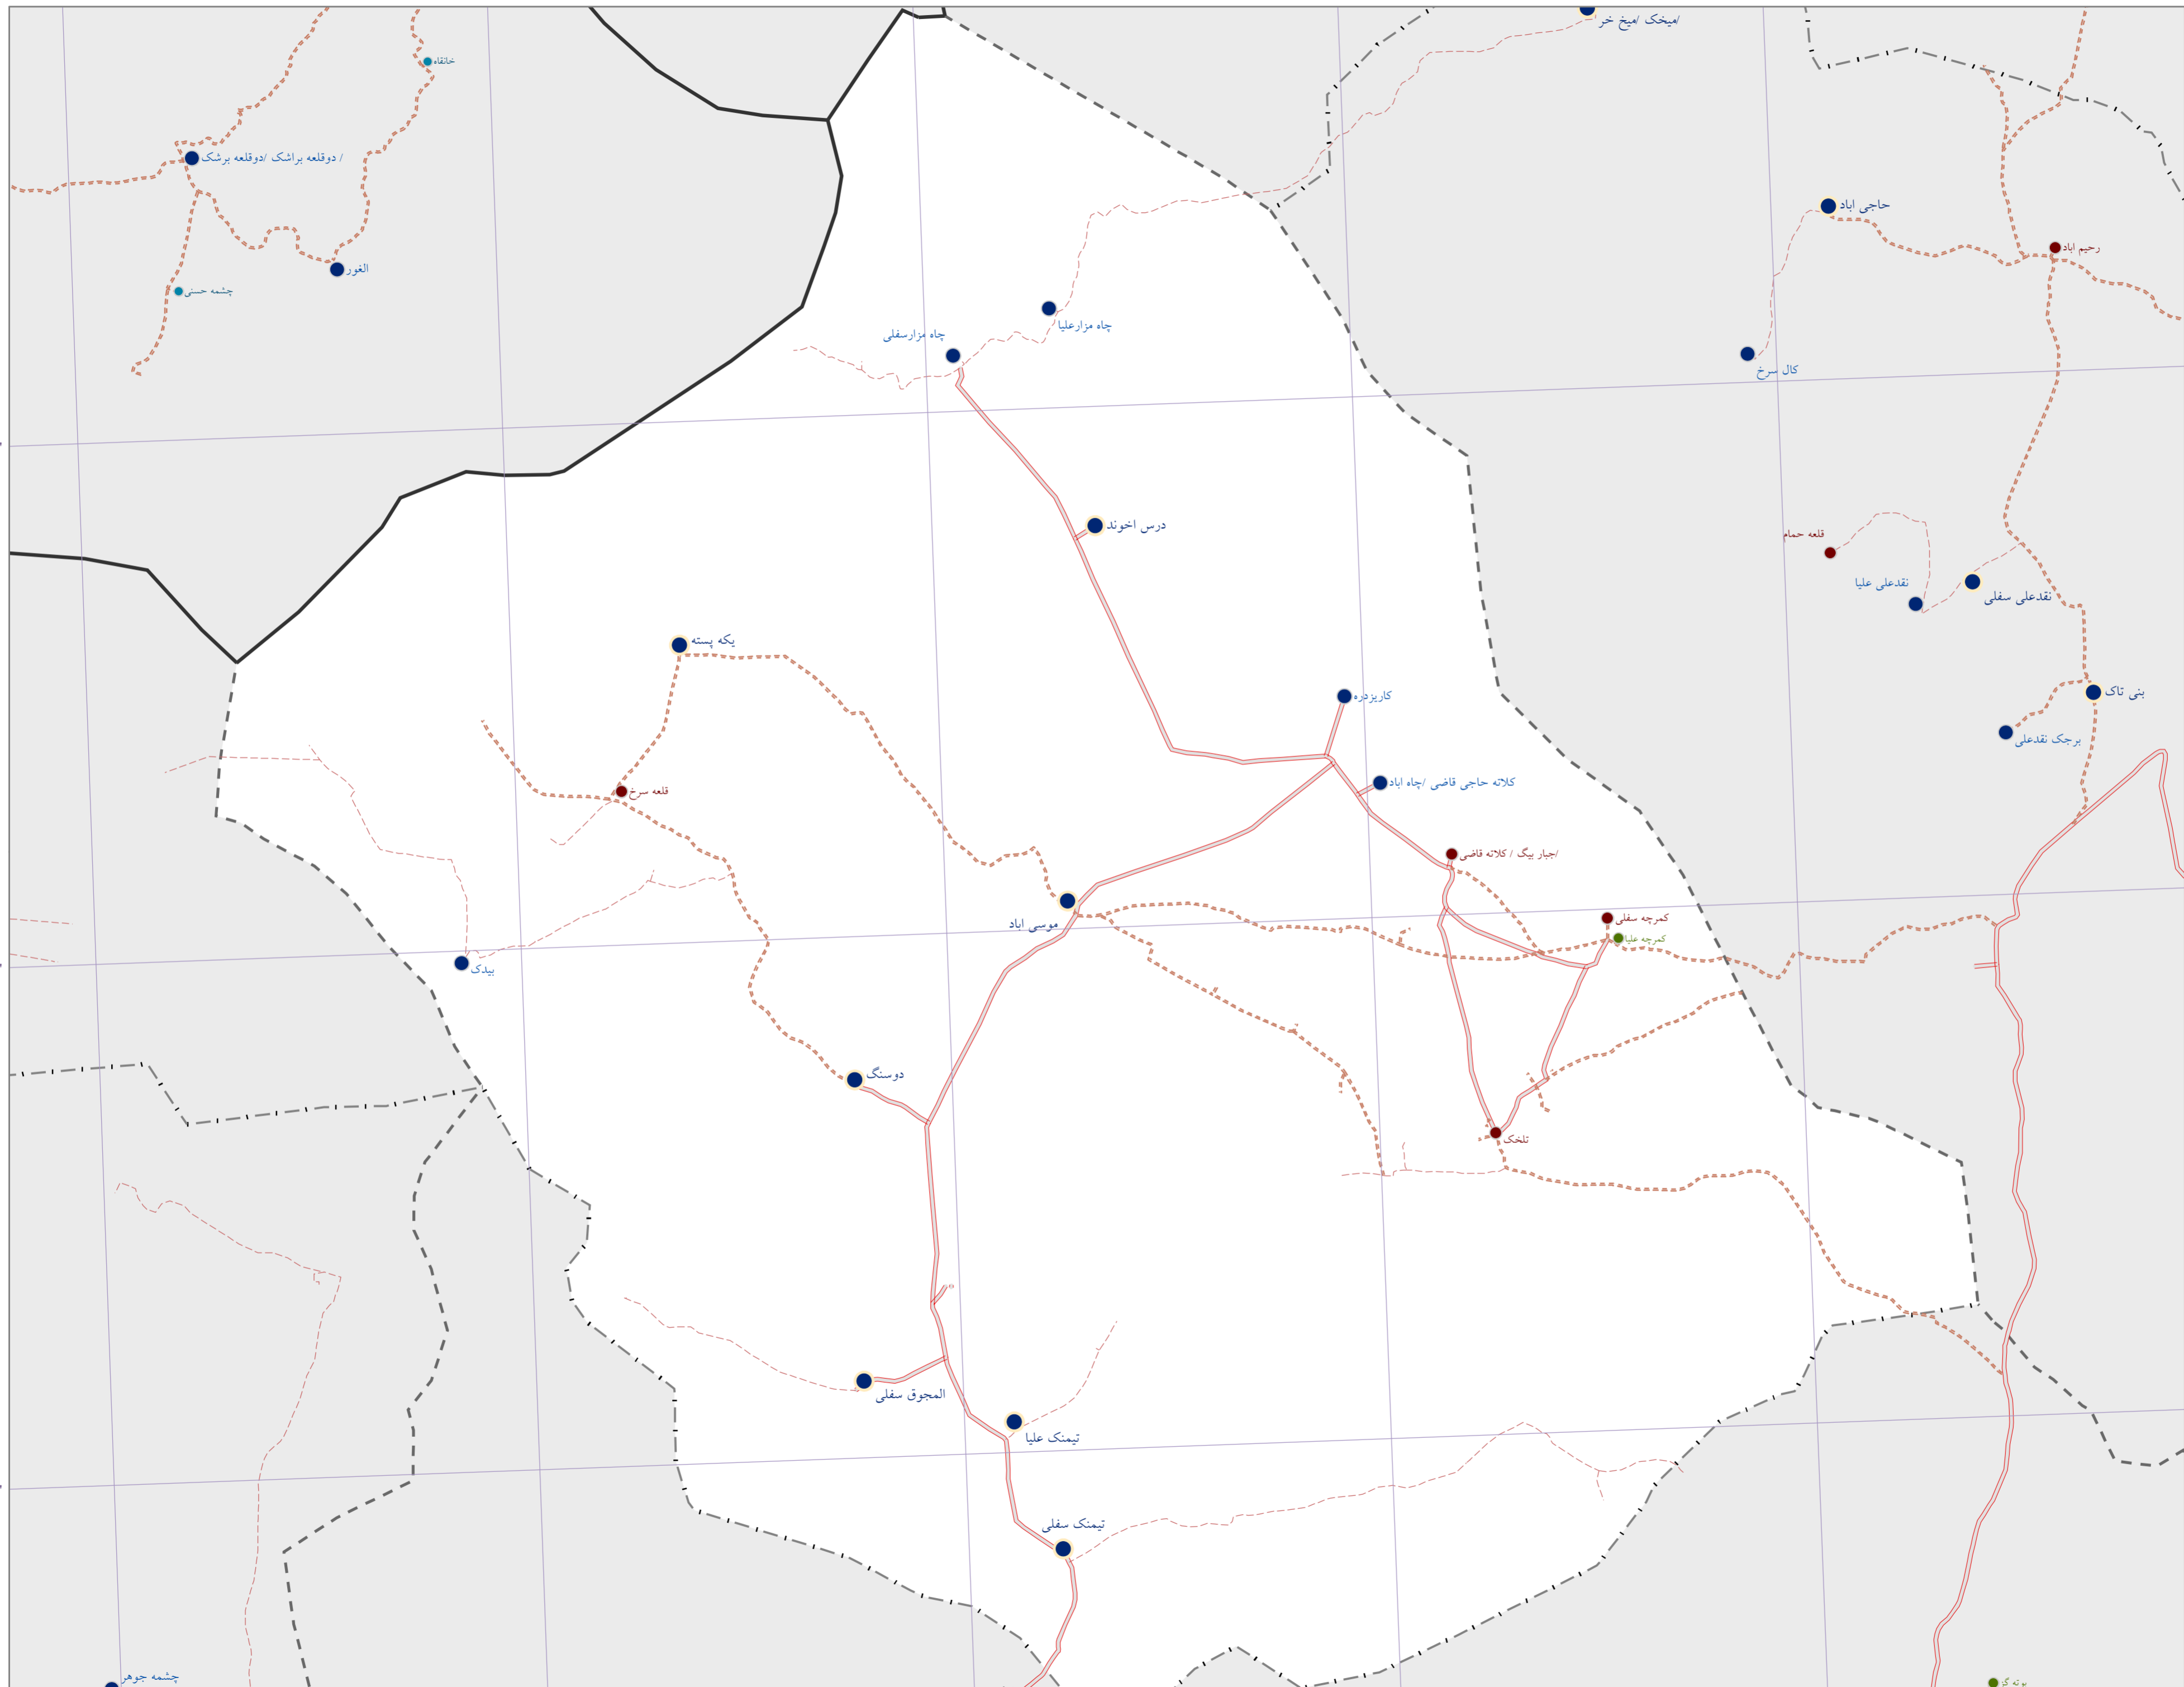 میخک /میخ خر/
خانقاه
دوقلعه براشک /دوقلعه برشک /
حاجی اباد
رحیم اباد
الغور
چشمه حسنی
چاه مزارعلیا
چاه مزارسفلی
کال سرخ
درس اخوند
قلعه حمام
نقدعلی علیا
نقدعلی سفلی
یکه پسته
کاریزدره
بنی تاک
برجک نقدعلی
کلاته حاجی قاضی /چاه اباد
قلعه سرخ
جبار بیگ / کلاته قاضی/
موسی اباد
کمرچه سفلی
کمرچه علیا
بیدک
دوسنگ
تلخک
المجوق سفلی
تیمنک علیا
تیمنک سفلی
چشمه جوهر
بوته گز